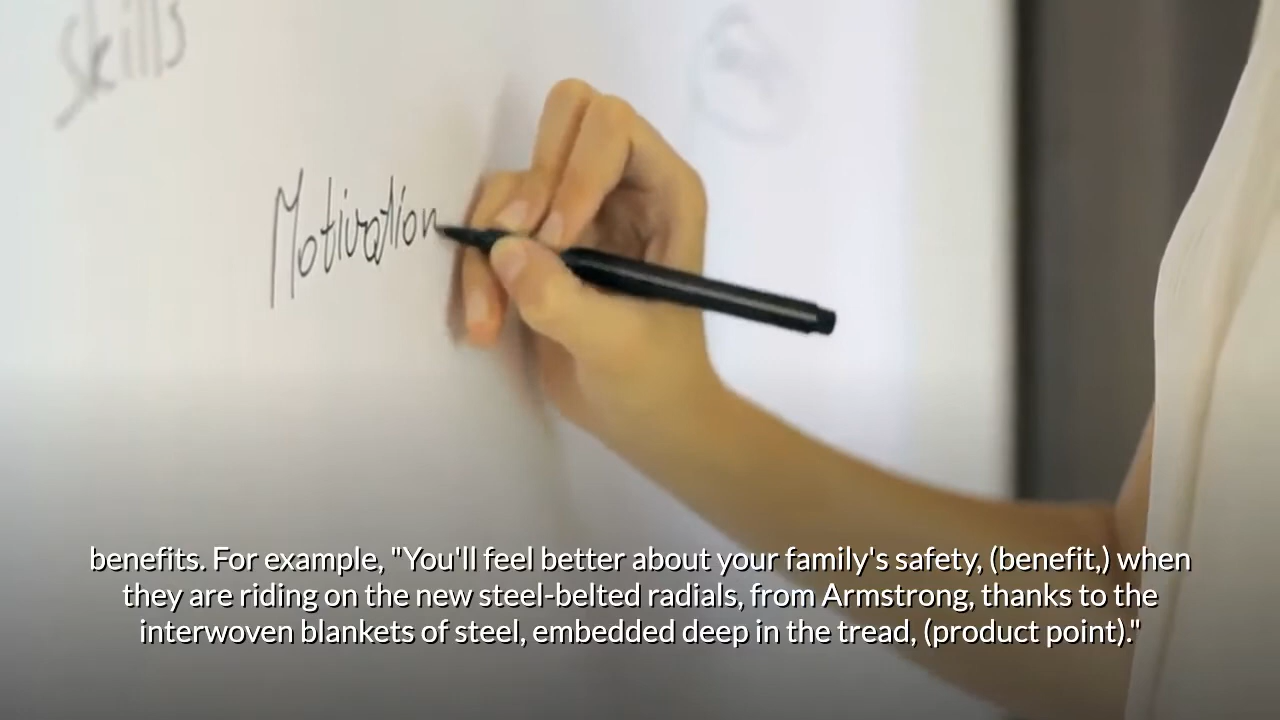 skills
Motivation
benefits. For example, "You'll feel better about your family's safety, (benefit,) when
they are riding on the new steel-belted radials, from Armstrong, thanks to the
interwoven blankets of steel, embedded deep in the tread, (product point)."